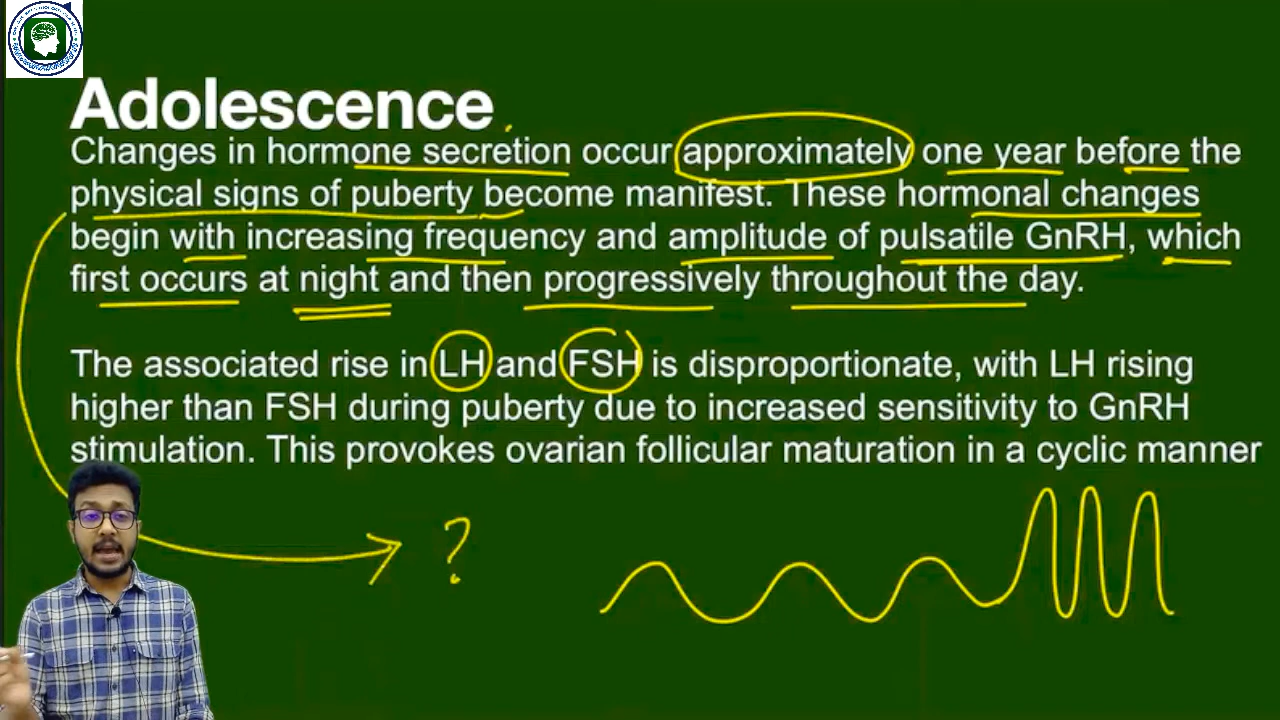 Adolescence
Changes in hormone secretion occur approximately one year before the
physical signs of puberty become manifest. These hormonal changes
begin with increasing frequency and amplitude of pulsatile GnRH, which
first occurs at night and then progressively throughout the day.
The associated rise in LH and FSH is disproportionate, with LH rising
higher than FSH during puberty due to increased sensitivity to GnRH
stimulation. This provokes ovarian follicular maturation in a cyclic manner
?